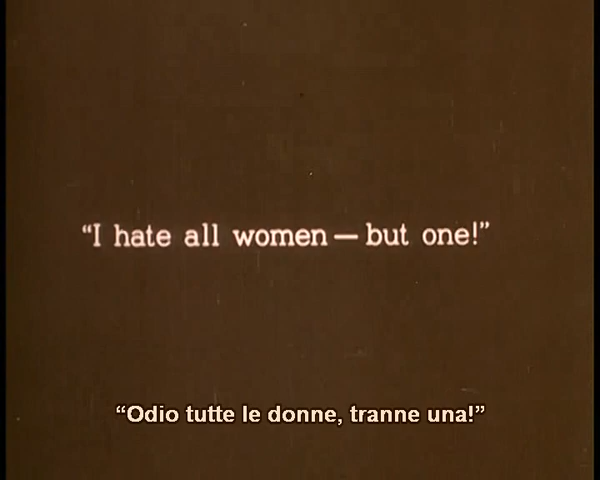 “I hate all women — but one!”
“Odio tutte le donne, tranne una!”